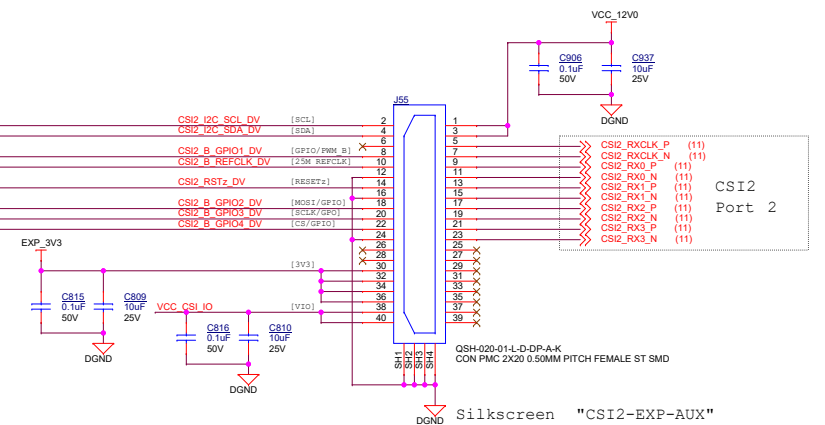 VCC_12V0
C906
0.1uF
50V
C937
10uF
25V
DGND
J55
CSI2_I2C_SCL_DV [SCL] 2 1
CSI2_I2C_SDA_DV [SDA] 4 3
6 5 CSI2_RXCLK_P (11)
CSI2_B_GPIO1_DV [GPIO/PWM_B] 8 7 CSI2_RXCLK_N (11)
CSI2_B_REFCLK_DV [25M_REFCLK] 10 9 CSI2_RX0_P (11)
12 11 CSI2_RX0_N (11)
CSI2_RSTz_DV [RESETz] 14 13 CSI2_RX1_P (11)
16 15 CSI2_RX1_N (11)
CSI2_B_GPIO2_DV [MOSI/GPIO] 18 17 CSI2_RX2_P (11)
CSI2_B_GPIO3_DV [SCLK/GPO] 20 19 CSI2_RX2_N (11)
CSI2_B_GPIO4_DV [CS/GPIO] 22 21 CSI2_RX3_P (11)
24 23 CSI2_RX3_N (11)
26 25
28 27
[3V3] 30 29
32 31
34 33
36 35
VCC_CSI_IO [VIO] 38 37
40 39
CSI2
Port 2
EXP_3V3
C815
0.1uF
50V
C809
10uF
25V
DGND
C816
0.1uF
50V
C810
10uF
25V
DGND
SH1
SH2
SH3
SH4
QSH-020-01-L-D-DP-A-K
CON PMC 2X20 0.50MM PITCH FEMALE ST SMD
DGND
Silkscreen "CSI2-EXP-AUX"